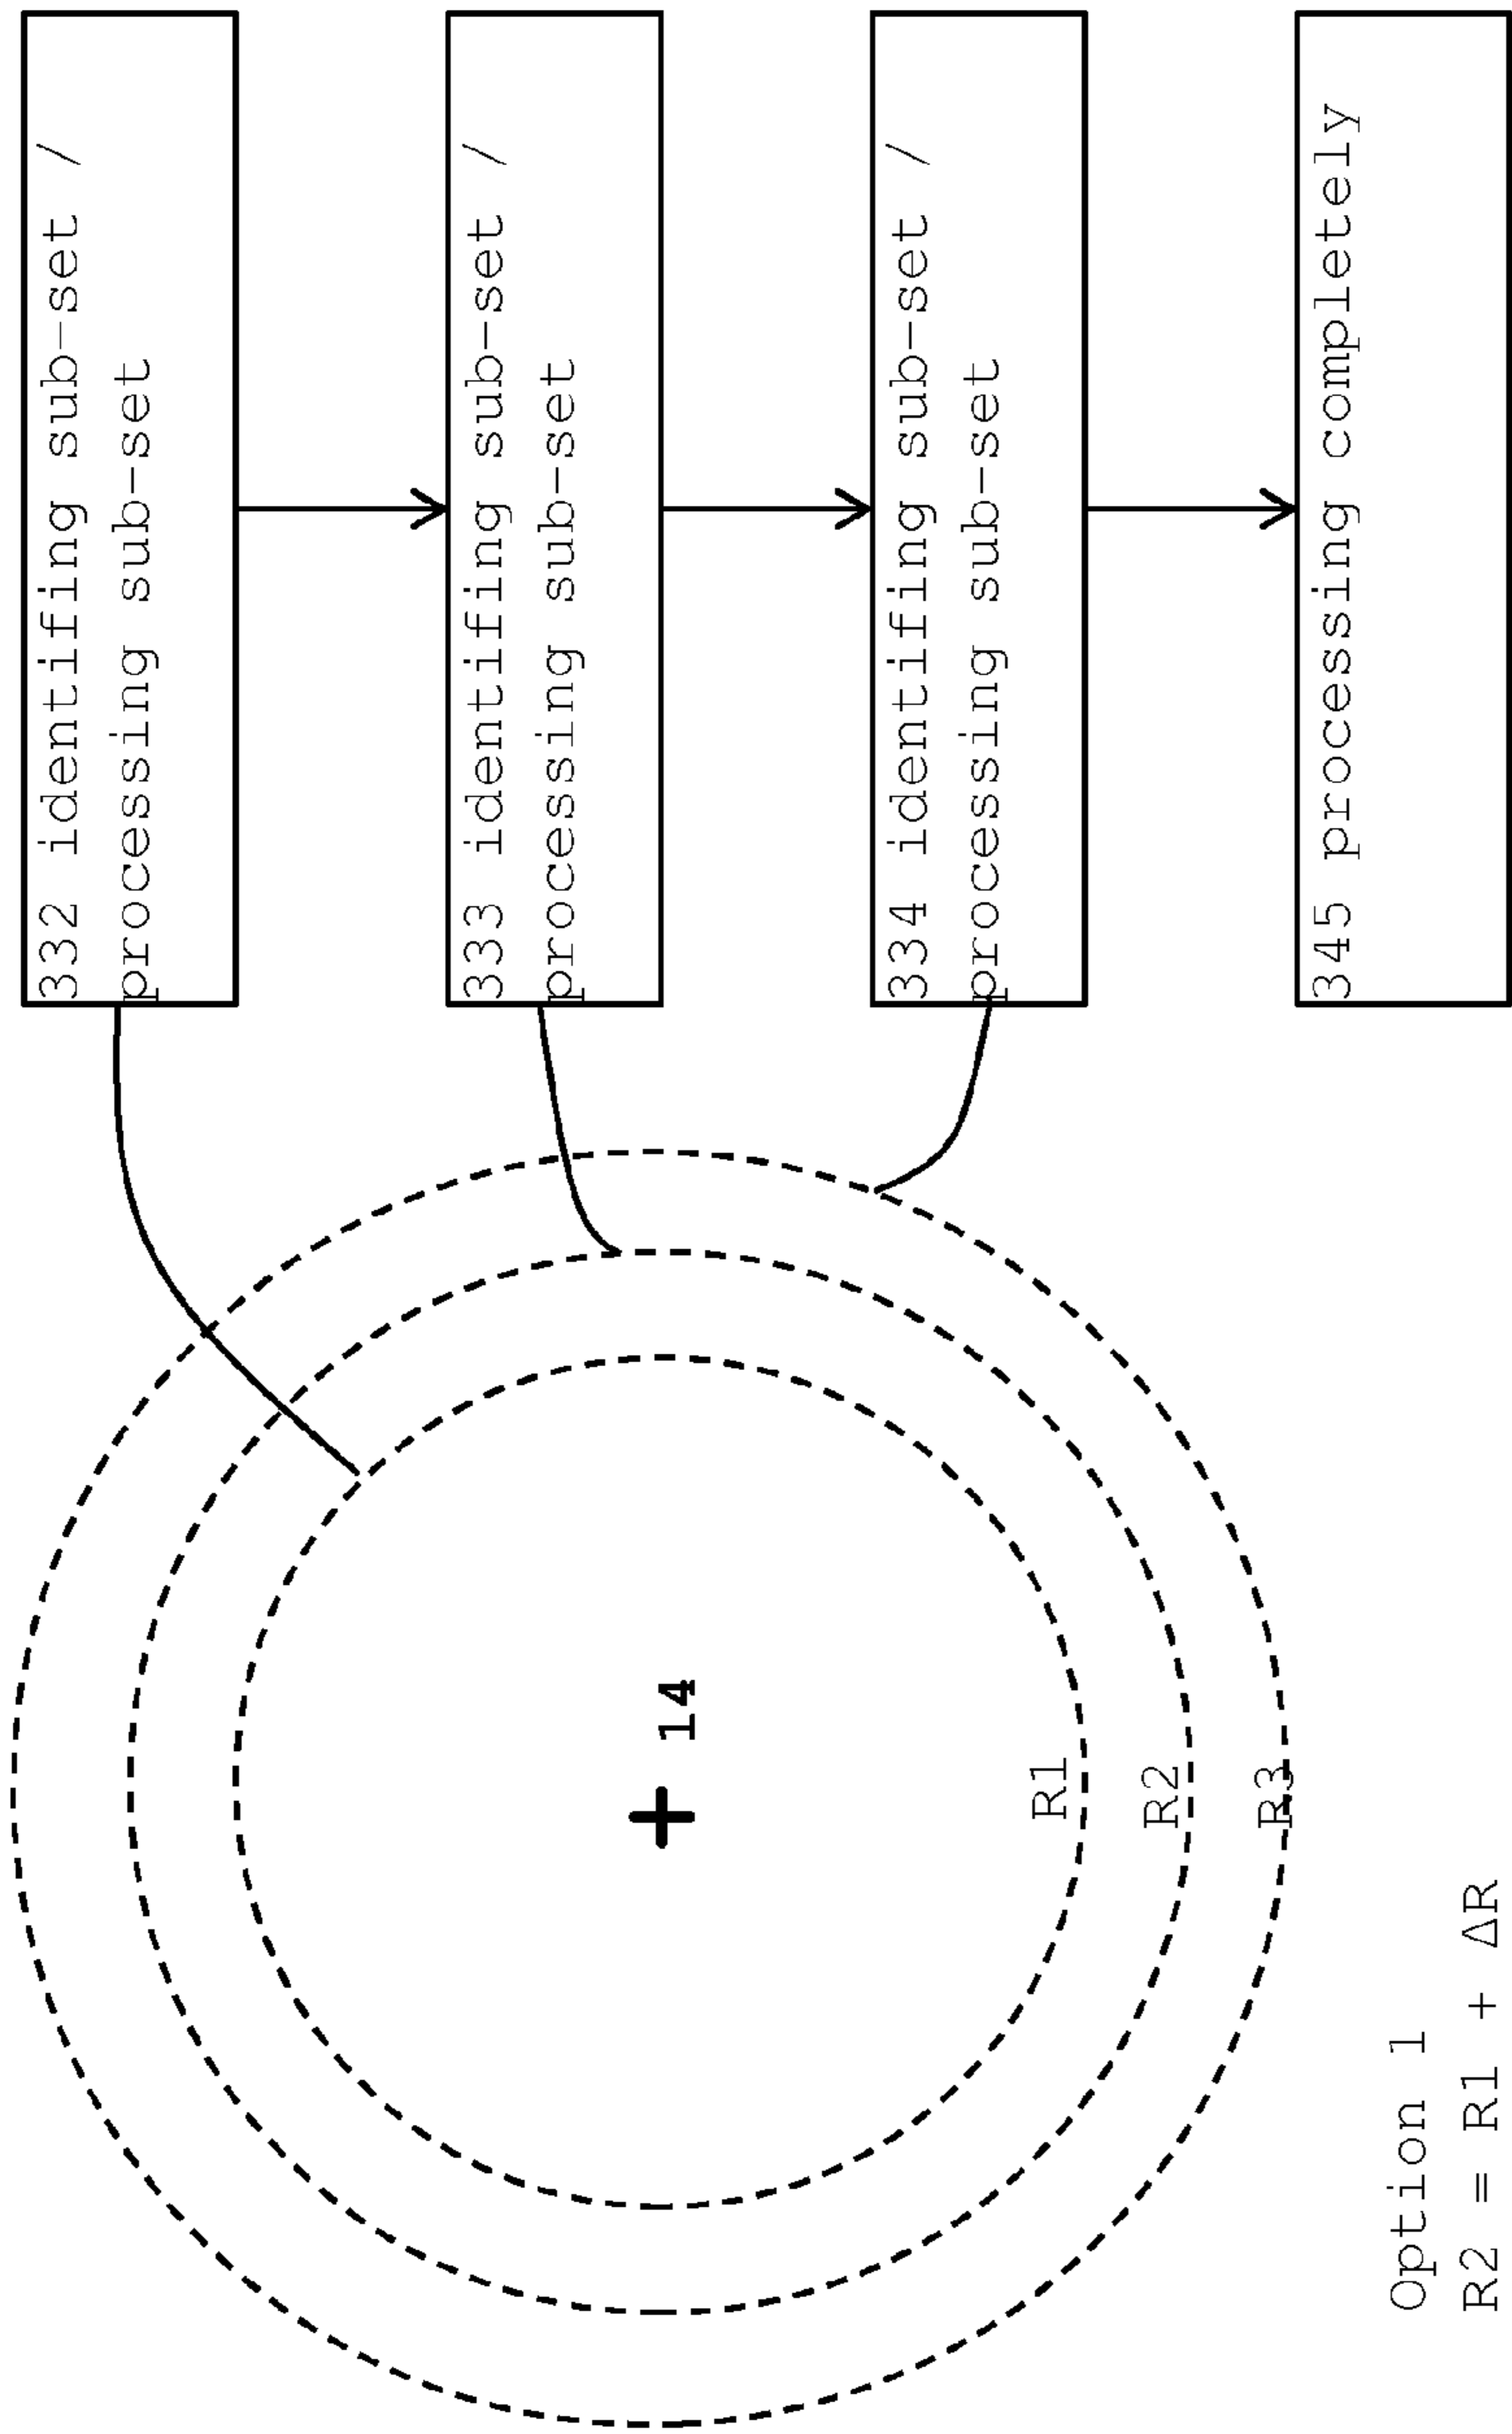 332 identifing sub-set /
processing sub-set
333 identifing sub-set /
processing sub-set
334 identifing sub-set /
processing sub-set
345 processing completely
14
R1
R2
R3
Option 1
R2 = R1 + ΔR